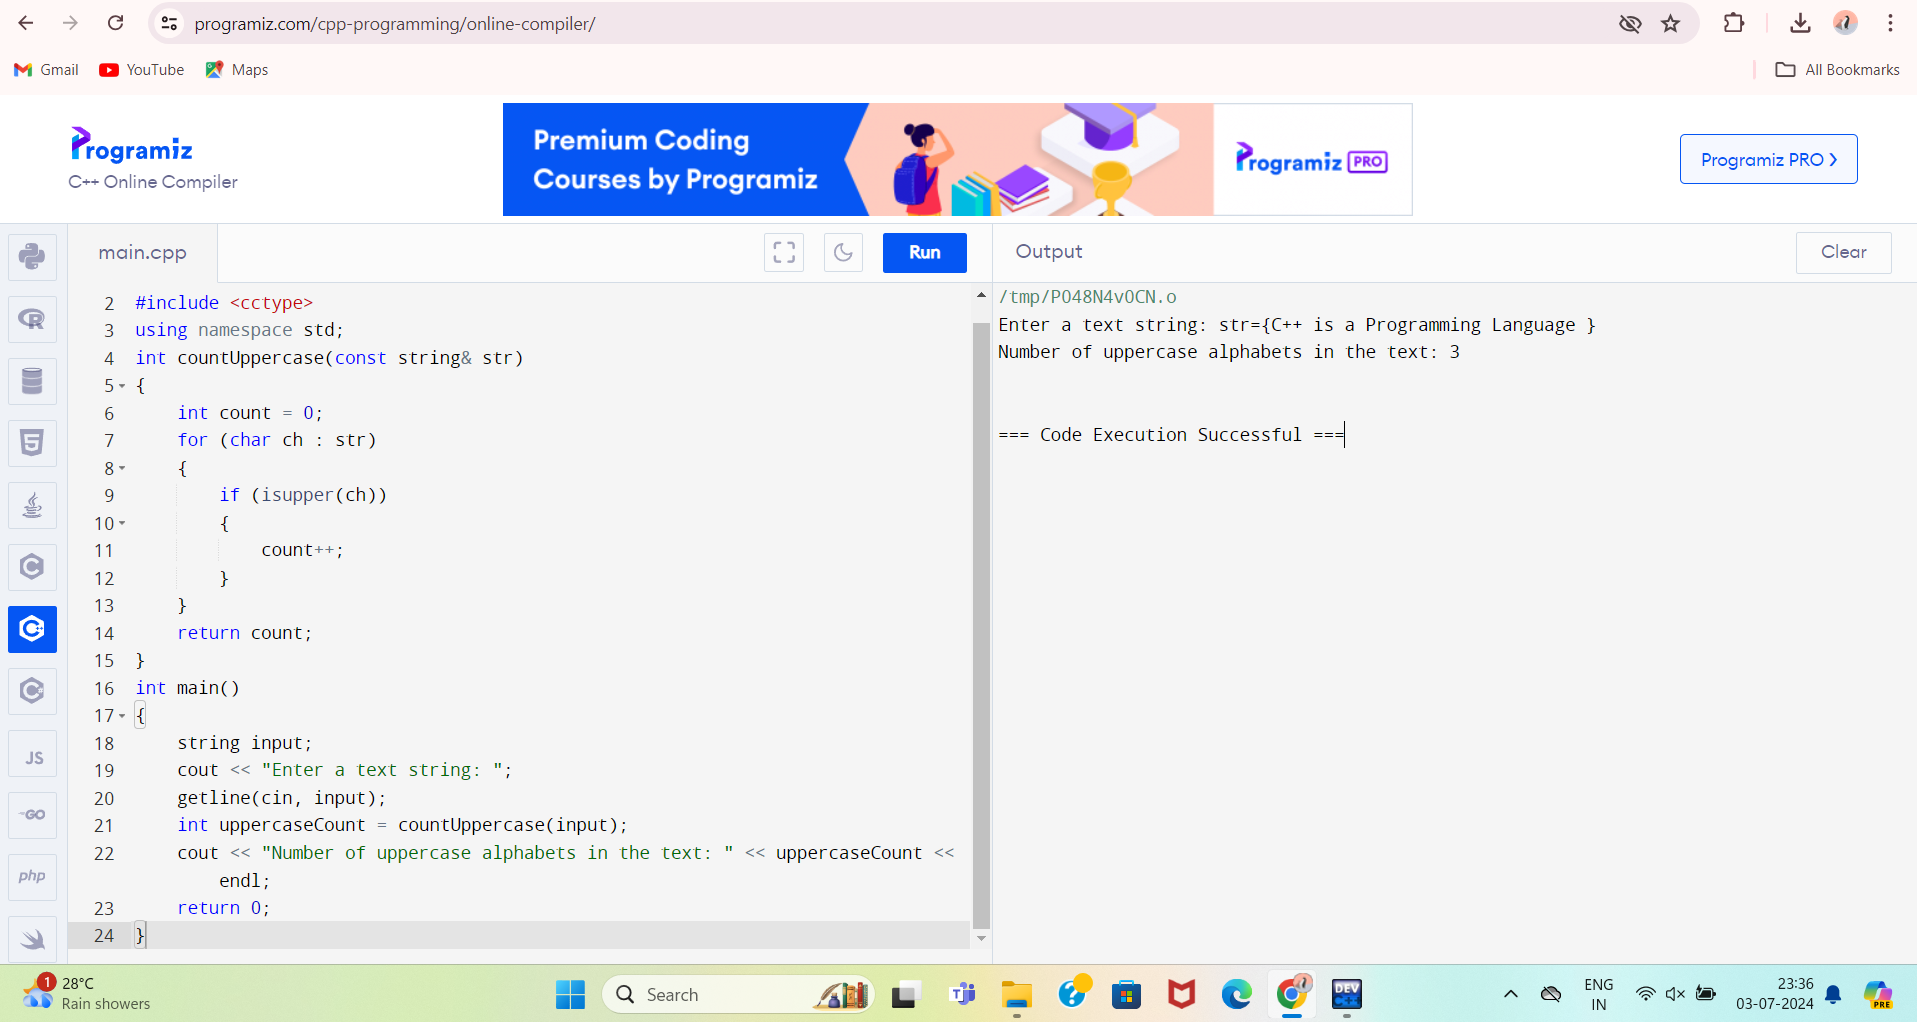 programiz.com/cpp-programming/online-compiler/
Gmail YouTube Maps All Bookmarks
Programiz
C++ Online Compiler
Premium Coding
Courses by Programiz
Programiz PRO
Programiz PRO
main.cpp Run Output Clear
2 #include <cctype>
3 using namespace std;
4 int countUppercase(const string& str)
5 {
6 int count = 0;
7 for (char ch : str)
8 {
9 if (isupper(ch))
10 {
11 count++;
12 }
13 }
14 return count;
15 }
16 int main()
17 {
18 string input;
19 cout << "Enter a text string: ";
20 getline(cin, input);
21 int uppercaseCount = countUppercase(input);
22 cout << "Number of uppercase alphabets in the text: " << uppercaseCount <<
endl;
23 return 0;
24 }
/tmp/PO48N4vOCN.o
Enter a text string: str={C++ is a Programming Language }
Number of uppercase alphabets in the text: 3
=== Code Execution Successful ===
JS
GO
php
1
28°C
Rain showers
Search
DEV
C++
ENG
IN
23:36
03-07-2024
PRE